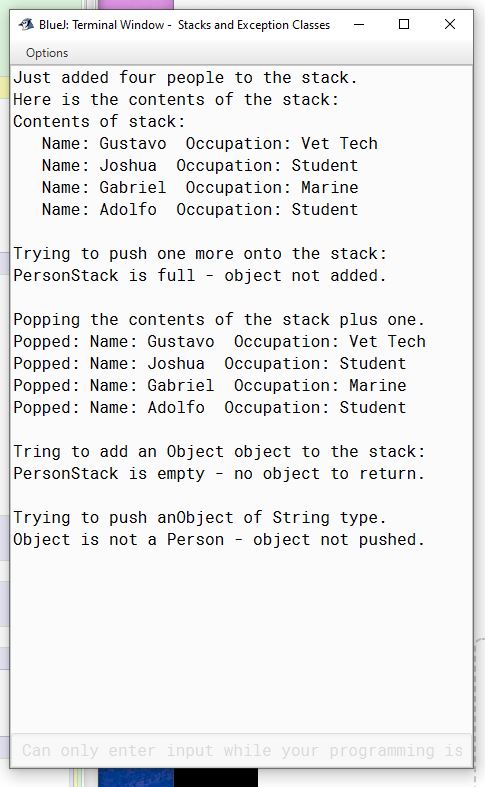 BlueJ: Terminal Window - Stacks and Exception Classes
Options
Just added four people to the stack.
Here is the contents of the stack:
Contents of stack:
Name: Gustavo Occupation: Vet Tech
Name: Joshua Occupation: Student
Name: Gabriel Occupation: Marine
Name: Adolfo Occupation: Student
Trying to push one more onto the stack:
PersonStack is full - object not added.
Popping the contents of the stack plus one.
Popped: Name: Gustavo Occupation: Vet Tech
Popped: Name: Joshua Occupation: Student
Popped: Name: Gabriel Occupation: Marine
Popped: Name: Adolfo Occupation: Student
Tring to add an Object object to the stack:
PersonStack is empty - no object to return.
Trying to push anObject of String type.
Object is not a Person - object not pushed.
Can only enter input while your programming is